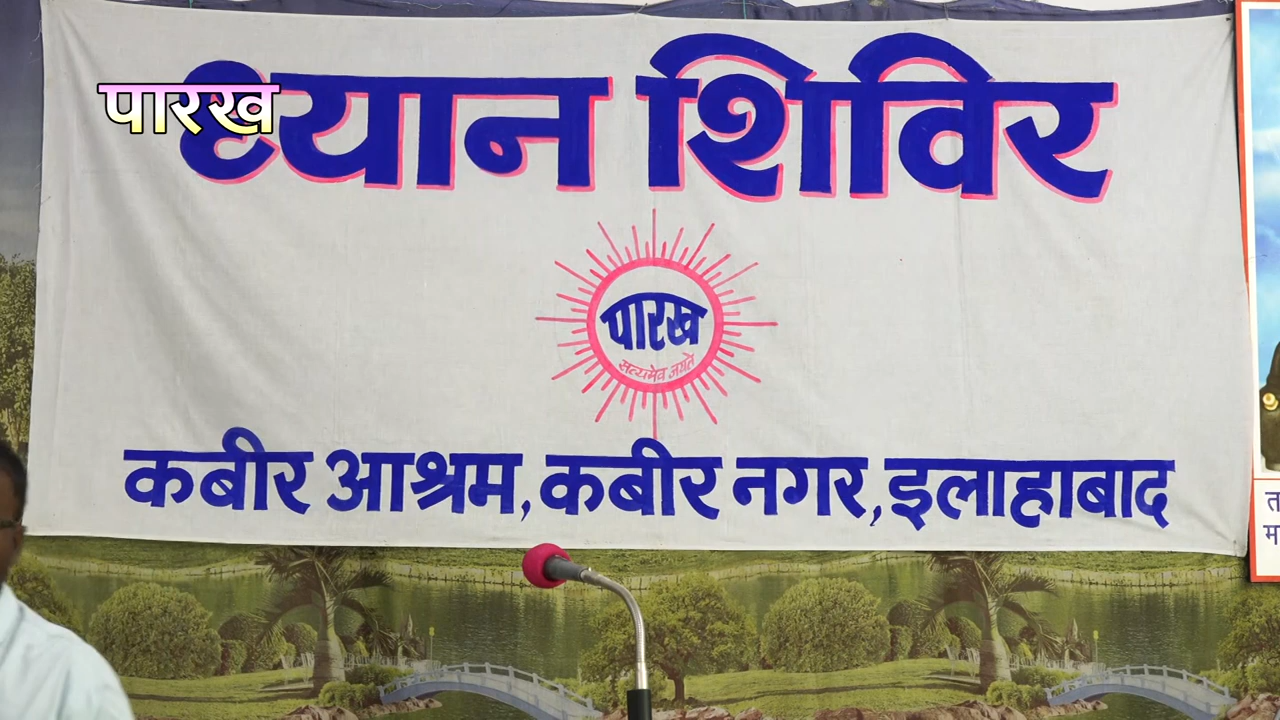 पारख
ध्यान शिविर
पारख
सत्यमेव जयते
कबीर आश्रम, कबीर नगर, इलाहाबाद
त
म